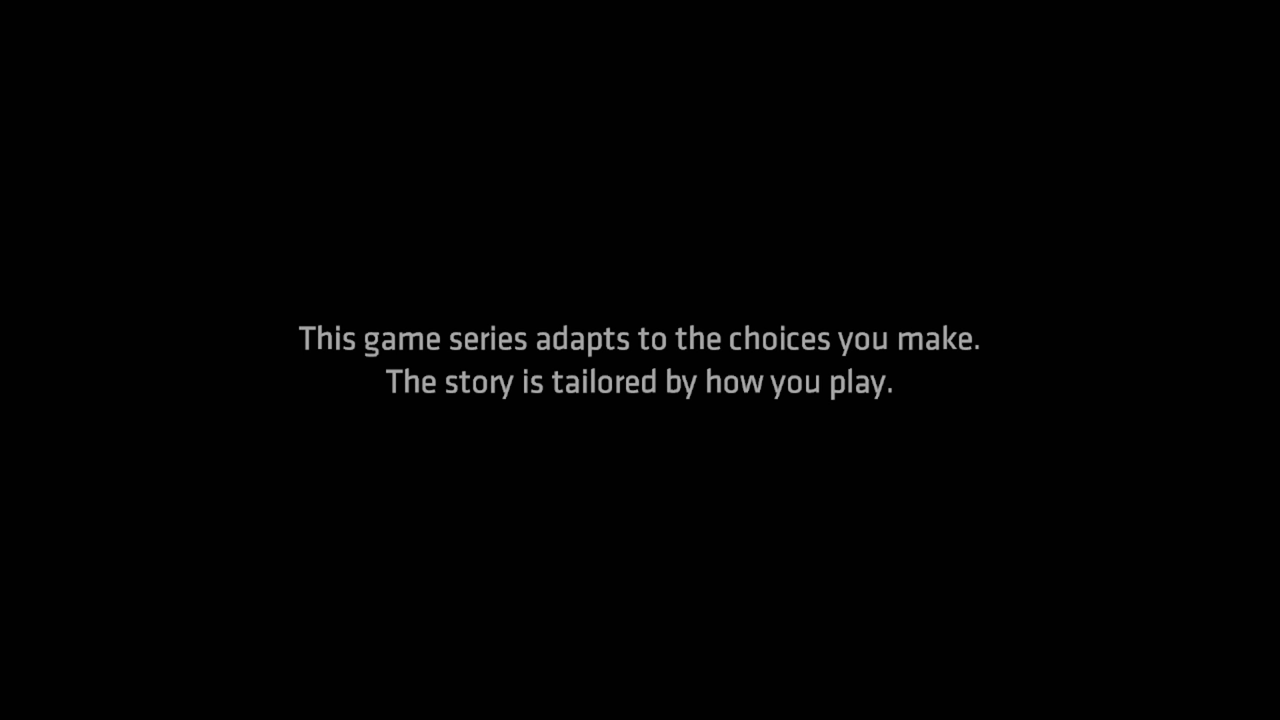 This game series adapts to the choices you make.
The story is tailored by how you play.